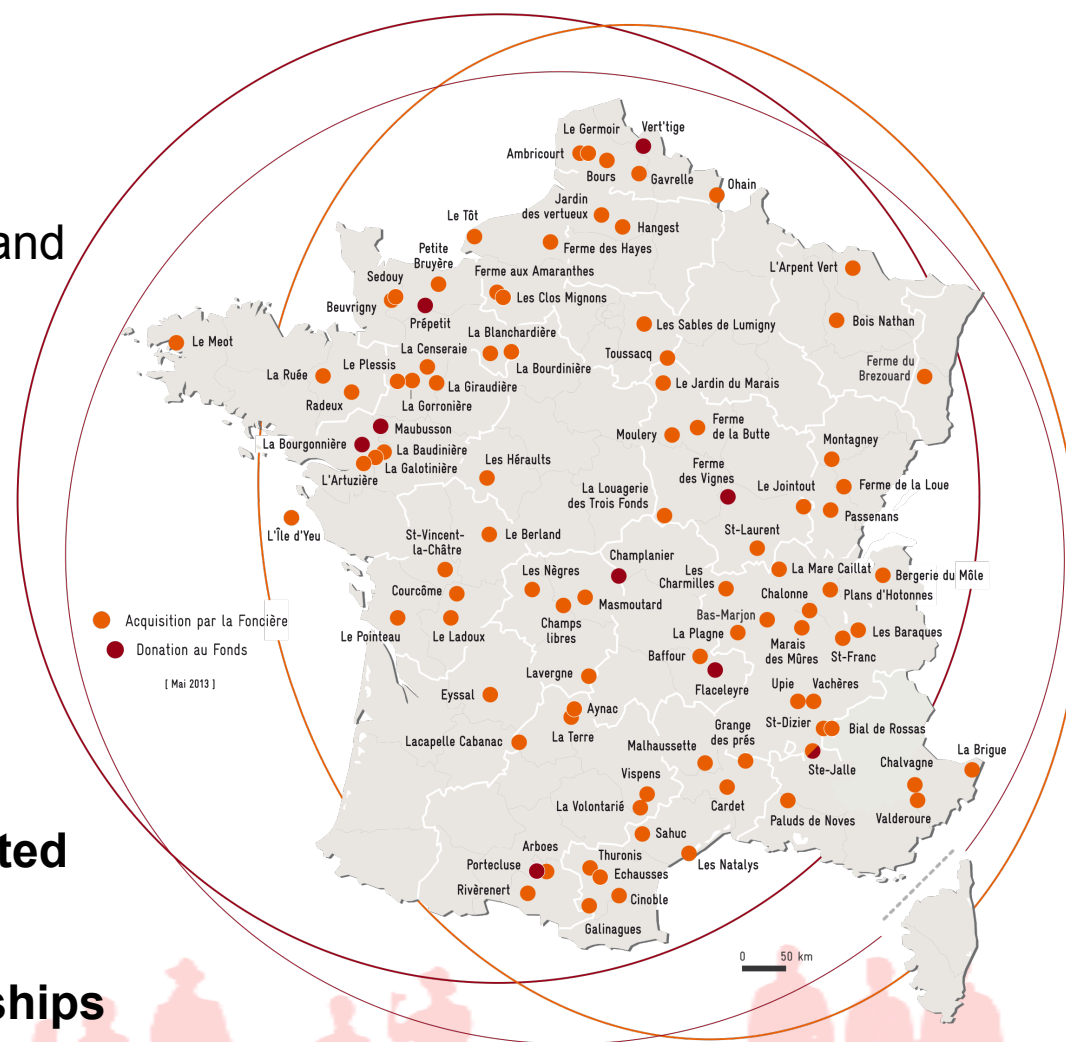 and
ted
ships
Le Germoir
Vert'tige
Ambricourt
Bours
Gavrelle
Ohain
Jardin
des vertueux
Hangest
Le Tôt
Ferme des Hayes
Petite
Bruyère
Sedouy
Beuvrigny
Prépetit
Ferme aux Amaranthes
Les Clos Mignons
L'Arpent Vert
Bois Nathan
Ferme du
Brezouard
Les Sables de Lumigny
Toussacq
Le Jardin du Marais
Le Meot
La Blanchardière
La Bourdinière
La Censeraie
Le Plessis
La Giraudière
La Gorronière
La Ruée
Radeux
Maubusson
La Bourgonnière
La Baudinière
La Galotinière
L'Artuzière
Moulery
Ferme
de la Butte
Ferme
des Vignes
Montagney
Le Jointout
Ferme de la Loue
Passenans
Les Héraults
La Louagerie
des Trois Fonds
L'Île d'Yeu
St-Vincent-
la-Châtre
Le Berland
St-Laurent
Champlanier
Les Nègres
Masmoutard
Champs
libres
Courcôme
Le Pointeau
Le Ladoux
Les
Charmilles
La Mare Caillat
Bergerie du Môle
Chalonne
Plans d'Hotonnes
Bas-Marjon
La Plagne
Marais
des Mûres
Les Baraques
St-Franc
Baffour
Flaceleyre
Acquisition par la Foncière
Donation au Fonds
[ Mai 2013 ]
Lavergne
Eyssal
Aynac
La Terre
Lacapelle Cabanac
Upie
Vachères
St-Dizier
Bial de Rossas
Grange
des prés
Malhaussette
Ste-Jalle
Chalvagne
La Brigue
Cardet
Paluds de Noves
Valderoure
Vispens
La Volontarié
Sahuc
Les Natalys
Arboes
Portecluse
Rivèrenert
Thuronis
Echausses
Cinoble
Galinagues
0 50 km